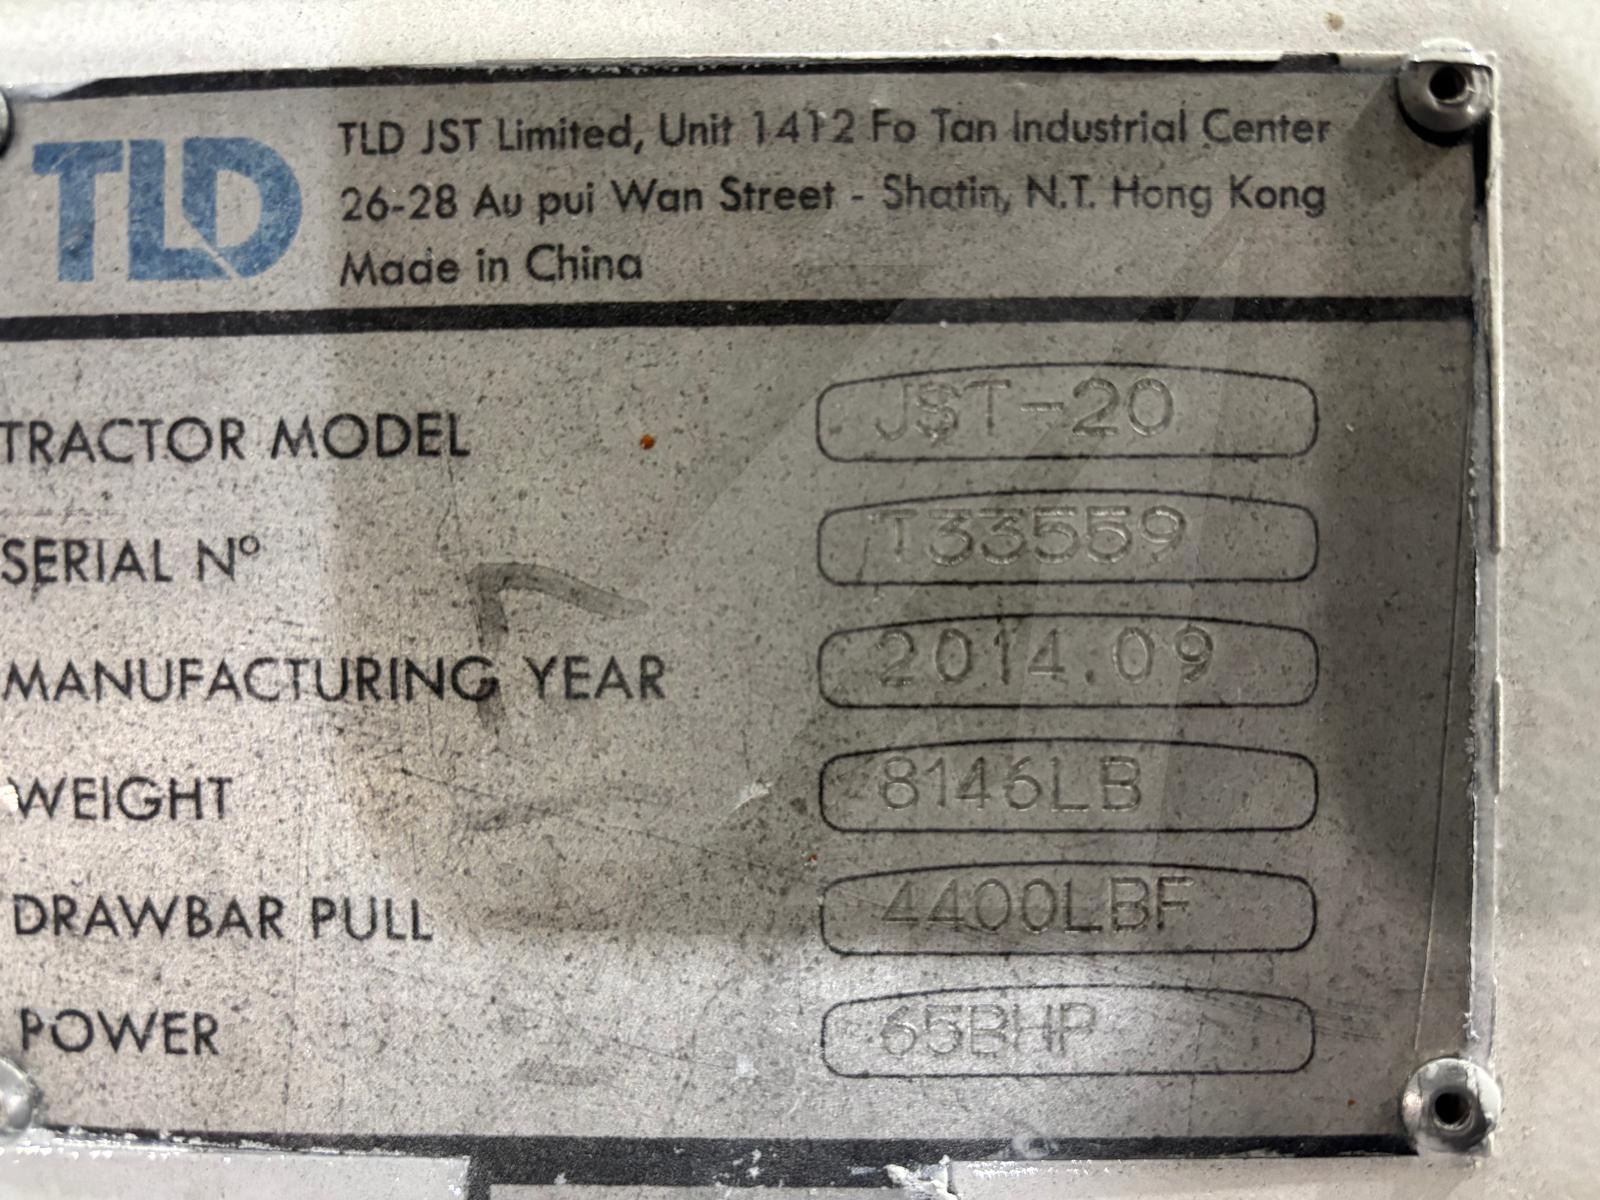 TLD
TLD JST Limited, Unit 1412 Fo Tan Industrial Center
26-28 Au pui Wan Street - Shatin, N.T. Hong Kong
Made in China
TRACTOR MODEL JST-20
SERIAL Nº T33559
MANUFACTURING YEAR 2014.09
WEIGHT 8146LB
DRAWBAR PULL 4400LBF
POWER 65BHP